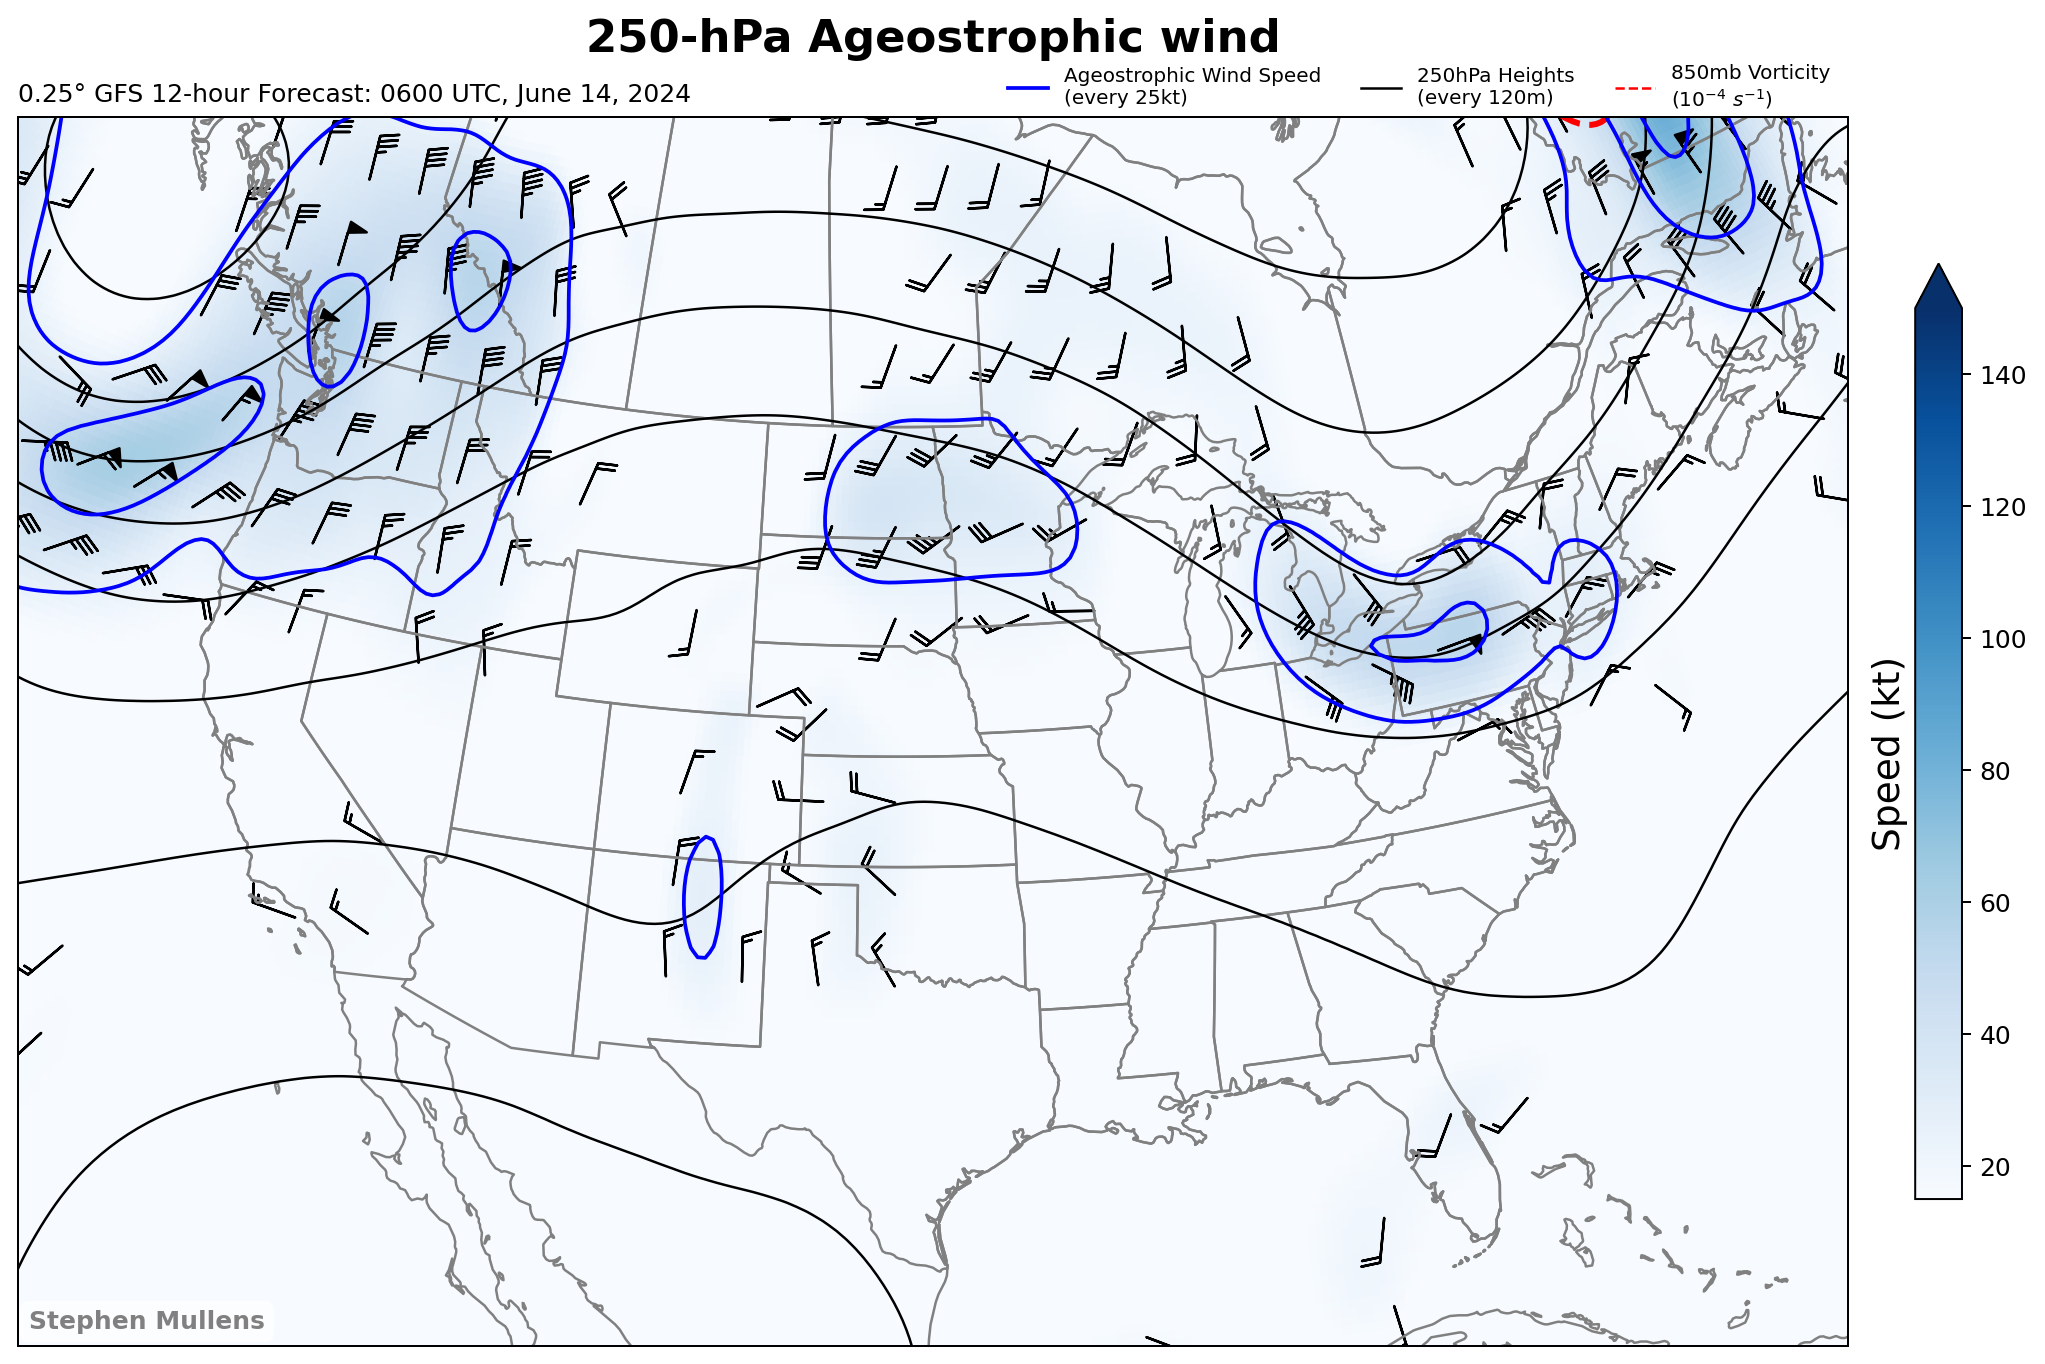 250-hPa Ageostrophic wind
0.25° GFS 12-hour Forecast: 0600 UTC, June 14, 2024
Ageostrophic Wind Speed
(every 25kt)
250hPa Heights
(every 120m)
850mb Vorticity
(10⁻⁴ s⁻¹)
140
120
100
80
60
40
20
Speed (kt)
Stephen Mullens